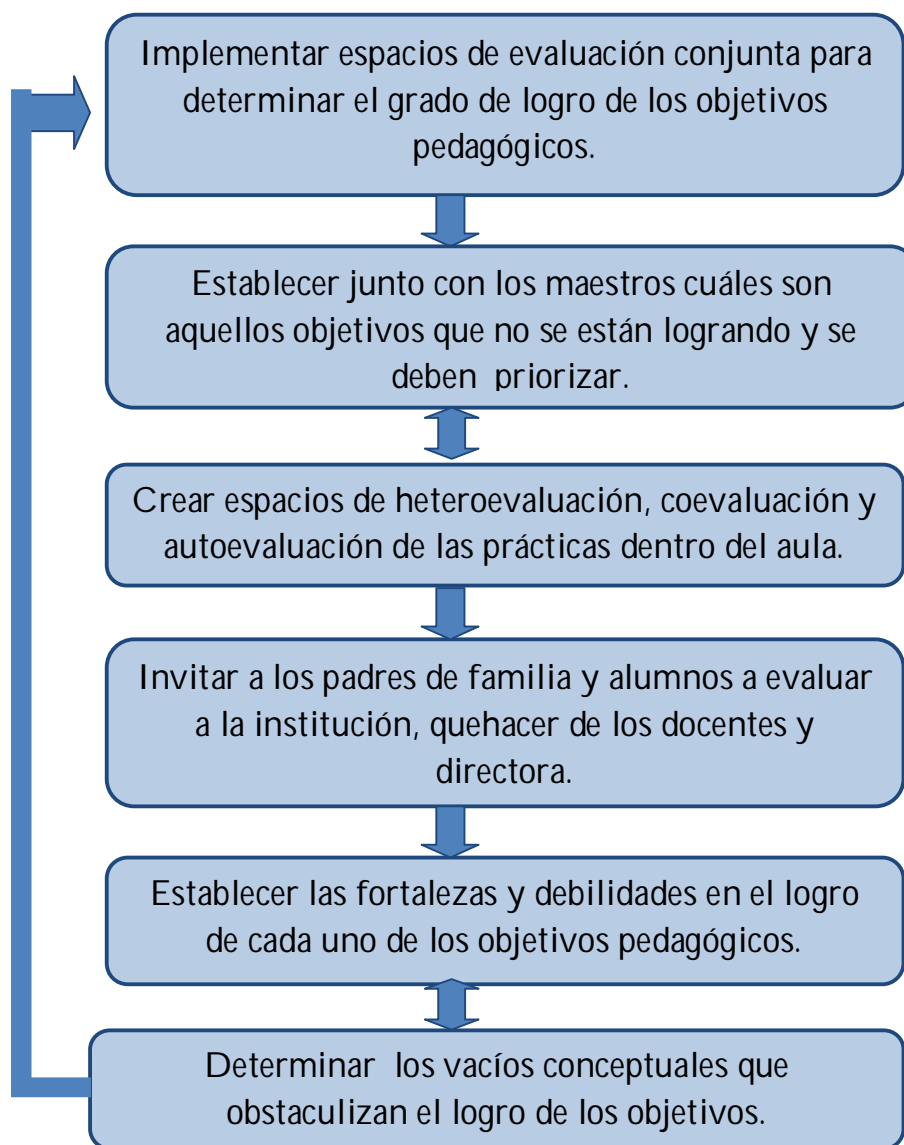 Implementar espacios de evaluación conjunta para
determinar el grado de logro de los objetivos
pedagógicos.
Establecer junto con los maestros cuáles son
aquellos objetivos que no se están logrando y se
deben priorizar.
Crear espacios de heteroevaluación, coevaluación y
autoevaluación de las prácticas dentro del aula.
Invitar a los padres de familia y alumnos a evaluar
a la institución, quehacer de los docentes y
directora.
Establecer las fortalezas y debilidades en el logro
de cada uno de los objetivos pedagógicos.
Determinar los vacíos conceptuales que
obstaculizan el logro de los objetivos.